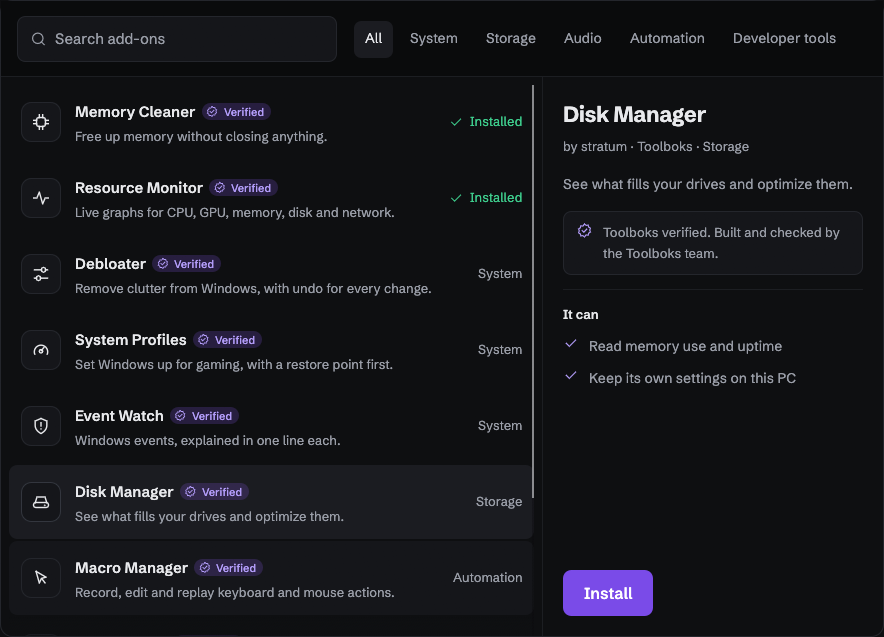 Search add-ons
All
System
Storage
Audio
Automation
Developer tools
Memory Cleaner Verified
Free up memory without closing anything.
Installed
Resource Monitor Verified
Live graphs for CPU, GPU, memory, disk and network.
Installed
Debloater Verified
Remove clutter from Windows, with undo for every change.
System
System Profiles Verified
Set Windows up for gaming, with a restore point first.
System
Event Watch Verified
Windows events, explained in one line each.
System
Disk Manager Verified
See what fills your drives and optimize them.
Storage
Macro Manager Verified
Record, edit and replay keyboard and mouse actions.
Automation
Disk Manager
by stratum · Toolboks · Storage
See what fills your drives and optimize them.
Toolboks verified. Built and checked by
the Toolboks team.
It can
Read memory use and uptime
Keep its own settings on this PC
Install